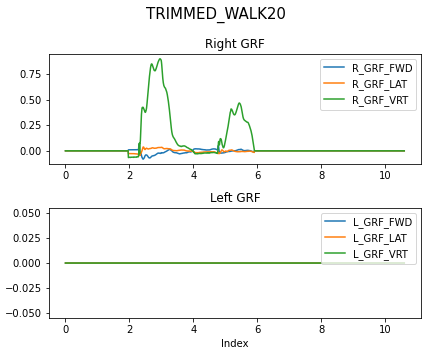 TRIMMED_WALK20
Right GRF
R_GRF_FWD
R_GRF_LAT
R_GRF_VRT
0.75
0.50
0.25
0.00
0 2 4 6 8 10
Left GRF
L_GRF_FWD
L_GRF_LAT
L_GRF_VRT
0.050
0.025
0.000
−0.025
−0.050
0 2 4 6 8 10
Index